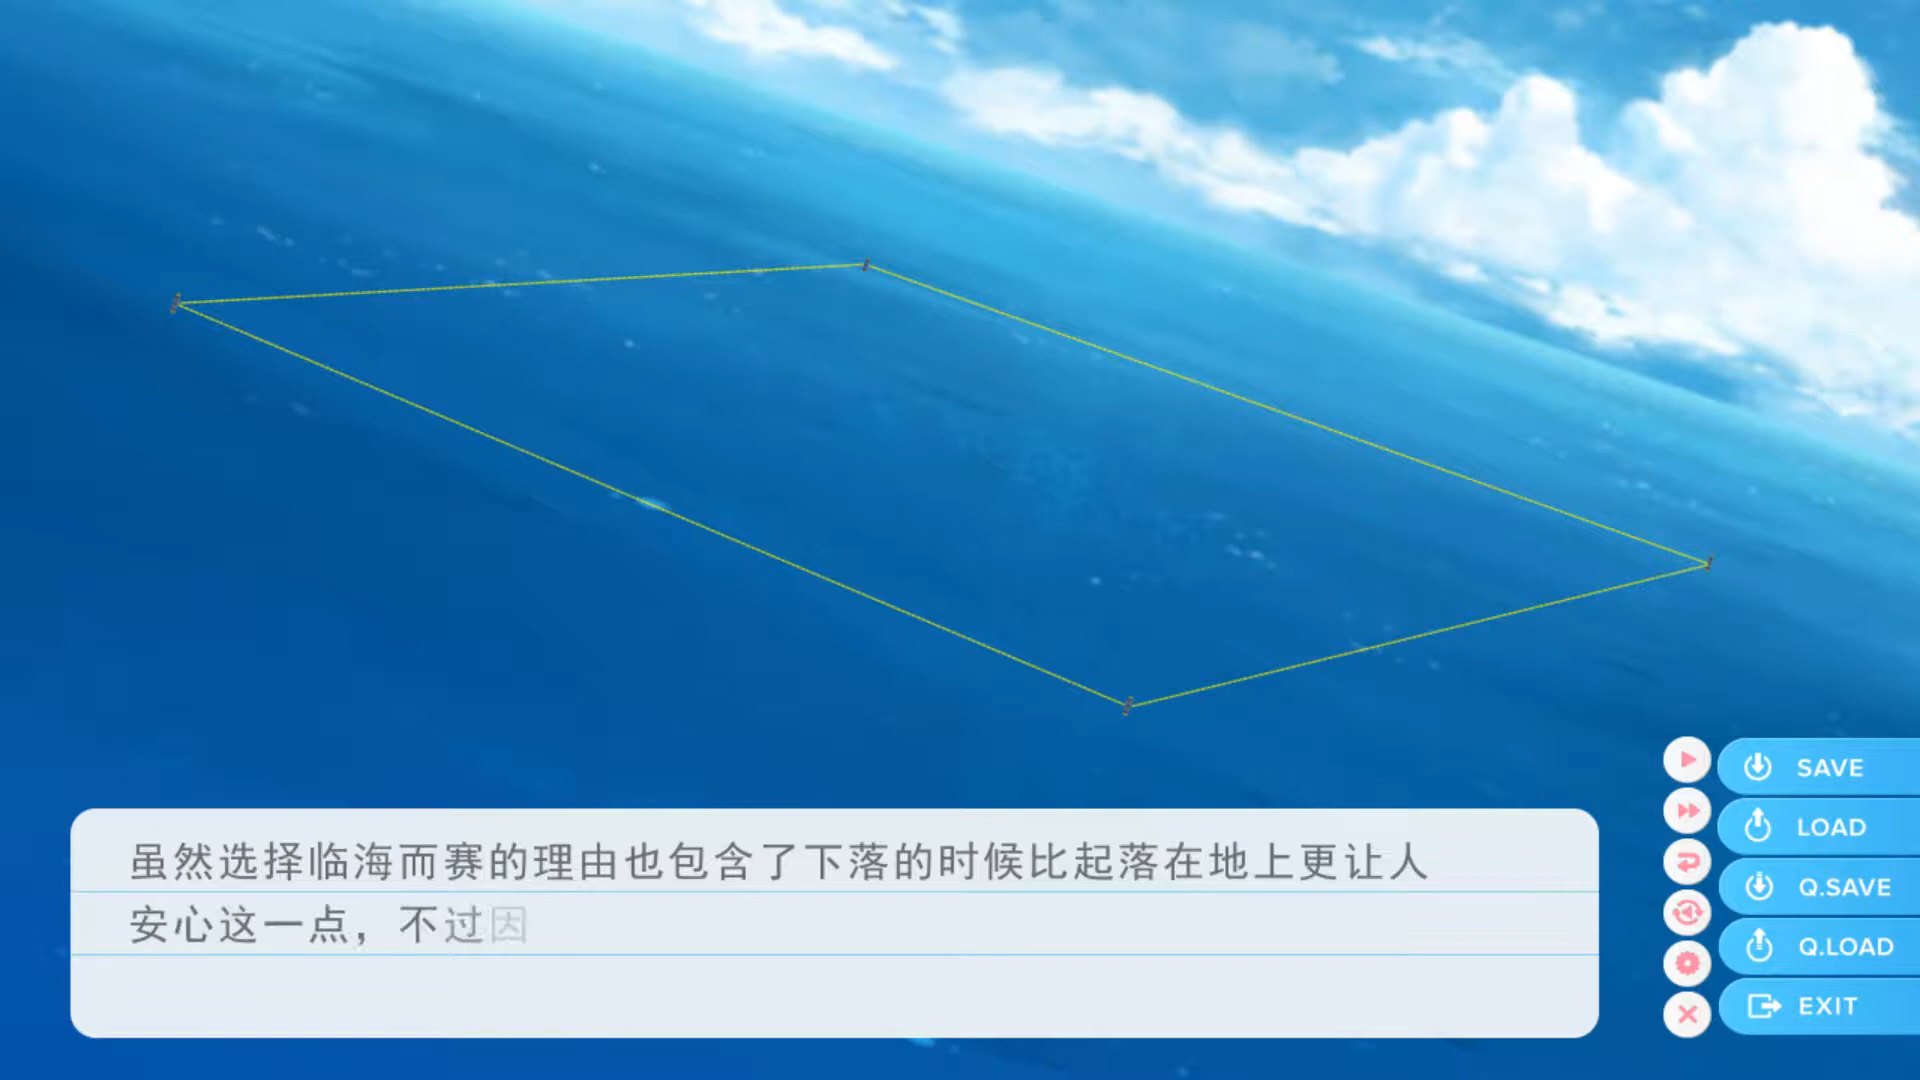 虽然选择临海而赛的理由也包含了下落的时候比起落在地上更让人
安心这一点，不过因
SAVE
LOAD
Q.SAVE
Q.LOAD
EXIT